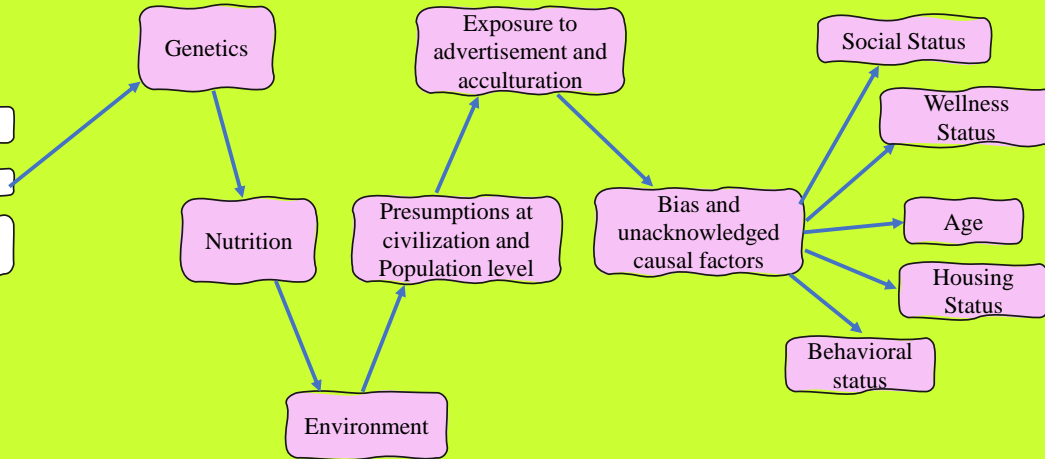 Genetics
Exposure to
advertisement and
acculturation
Social Status
Wellness
Status
Nutrition
Presumptions at
civilization and
Population level
Bias and
unacknowledged
causal factors
Age
Housing
Status
Behavioral
status
Environment